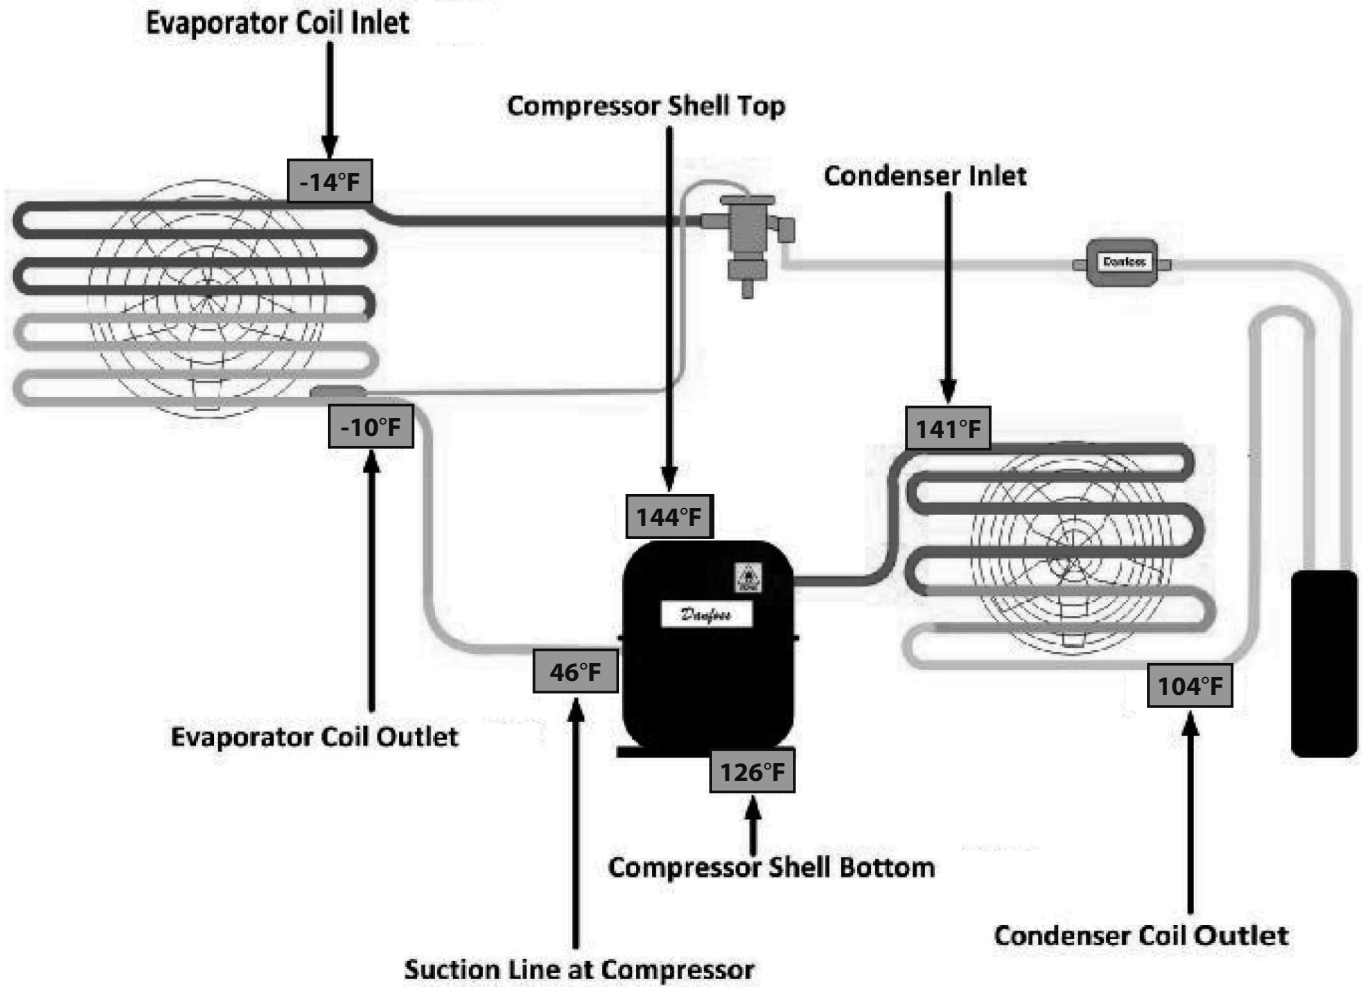 Evaporator Coil Inlet
Compressor Shell Top
-14°F
Condenser Inlet
Danfoss
-10°F
141°F
144°F
Danfoss
46°F
104°F
Evaporator Coil Outlet
126°F
Compressor Shell Bottom
Condenser Coil Outlet
Suction Line at Compressor